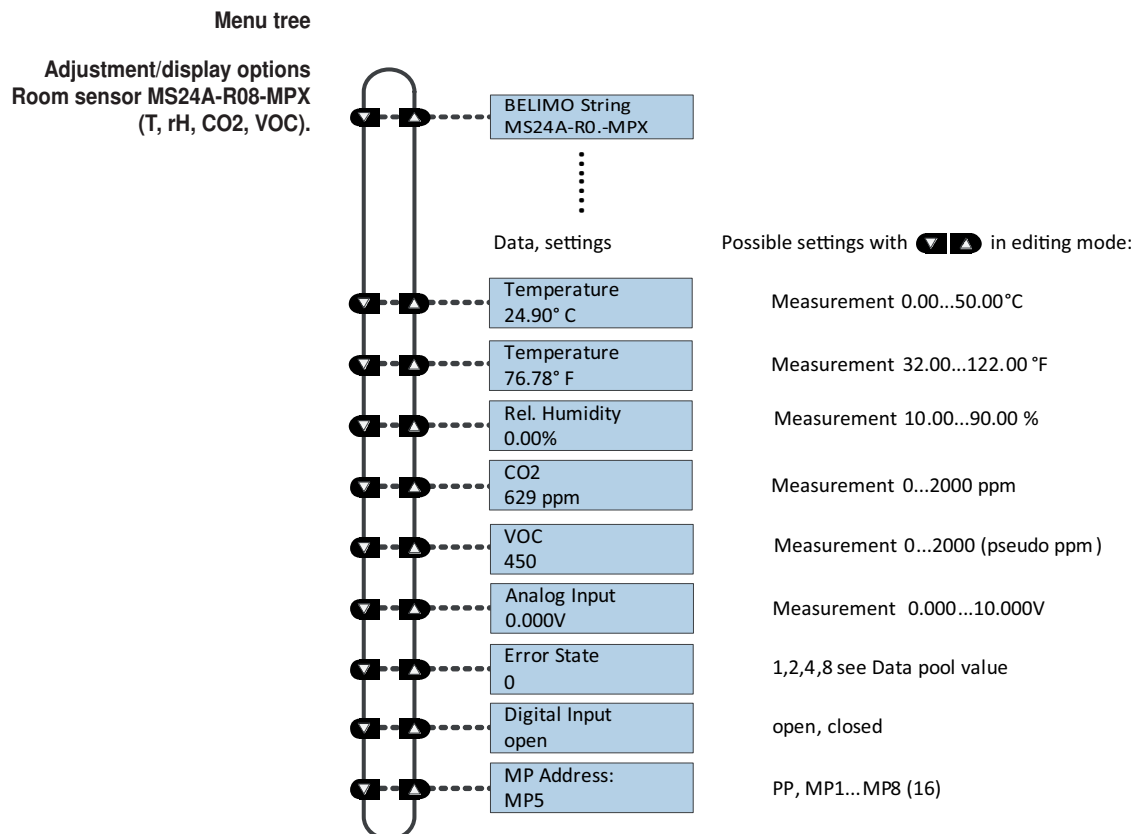 Menu tree
Adjustment/display options
Room sensor MS24A-R08-MPX
(T, rH, CO2, VOC).
BELIMO String
MS24A-R0.-MPX
Data, settings
Possible settings with in editing mode:
Temperature
24.90° C
Measurement 0.00...50.00°C
Temperature
76.78° F
Measurement 32.00...122.00 °F
Rel. Humidity
0.00%
Measurement 10.00...90.00 %
CO2
629 ppm
Measurement 0...2000 ppm
VOC
450
Measurement 0...2000 (pseudo ppm)
Analog Input
0.000V
Measurement 0.000...10.000V
Error State
0
1,2,4,8 see Data pool value
Digital Input
open
open, closed
MP Address:
MP5
PP, MP1...MP8 (16)